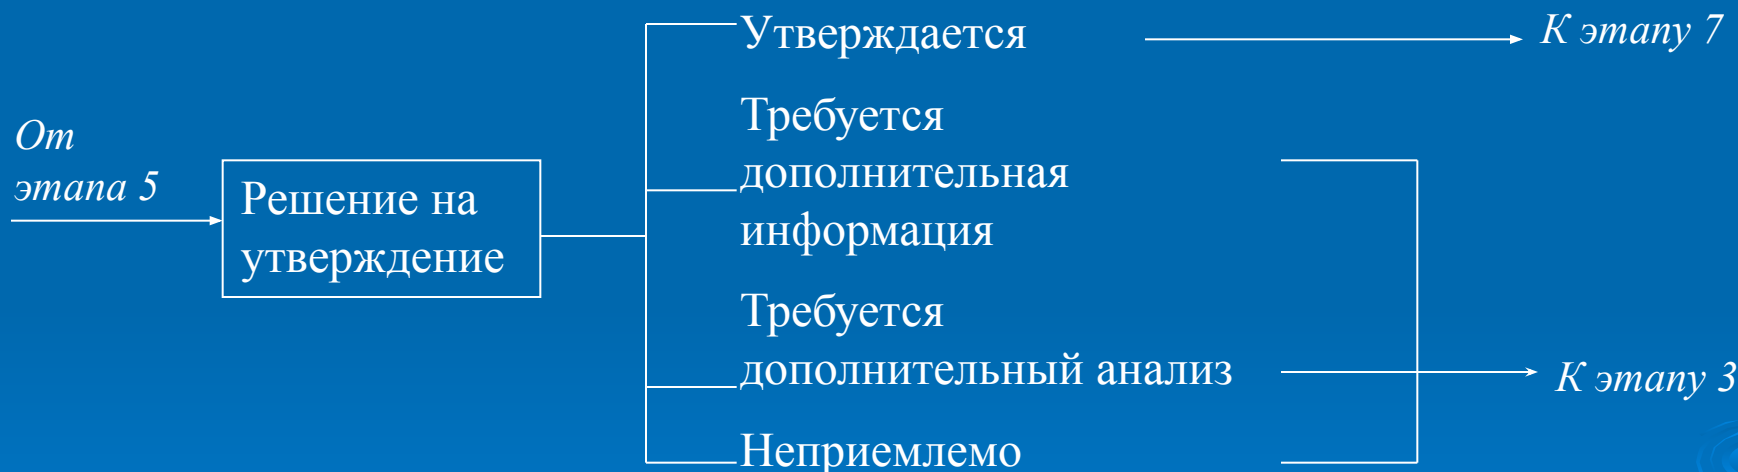 От
этапа 5
Решение на
утверждение
Утверждается
К этапу 7
Требуется
дополнительная
информация
Требуется
дополнительный анализ
К этапу 3
Неприемлемо